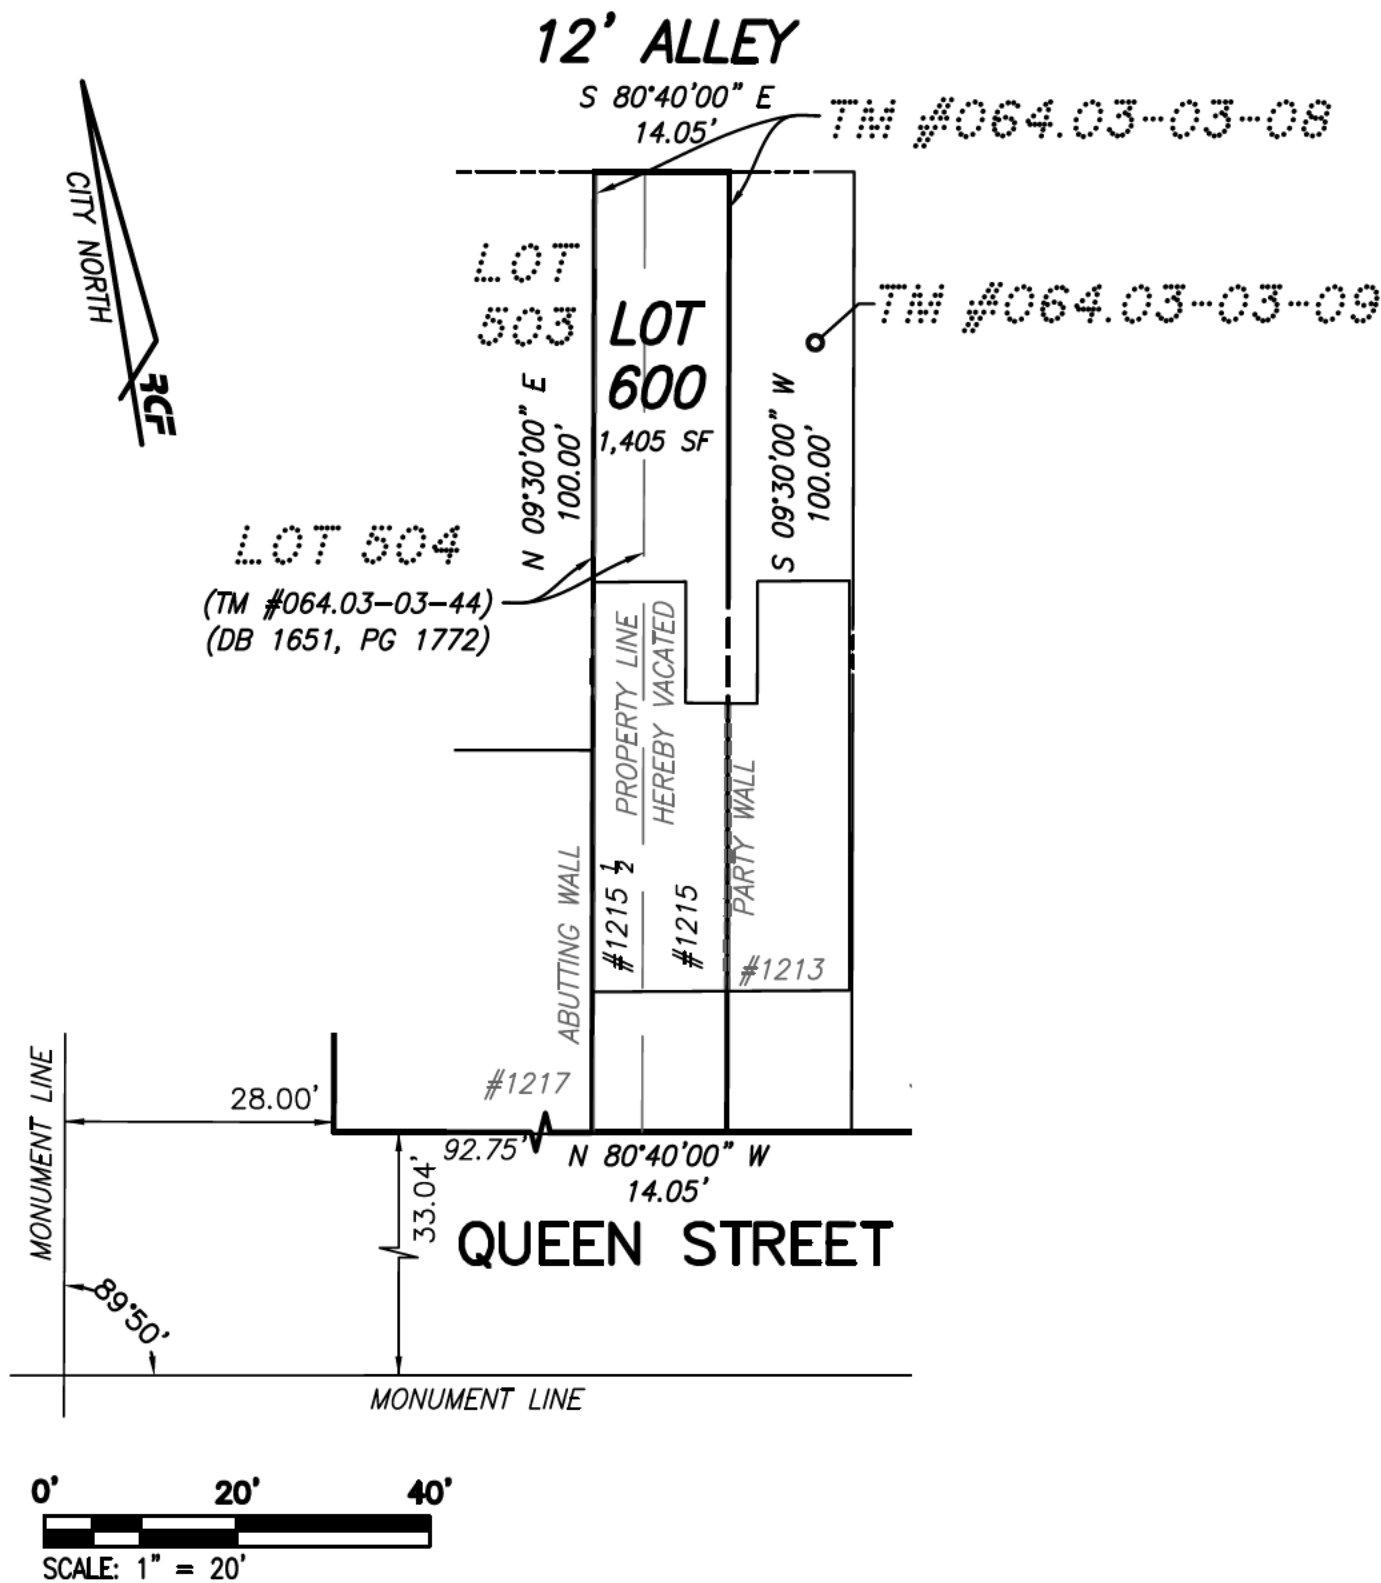 12' ALLEY
S 80°40'00" E
14.05'
TM #064.03-03-08
CITY NORTH
RCF
LOT
503
LOT
600
1,405 SF
TM #064.03-03-09
N 09°30'00" E
100.00'
S 09°30'00" W
100.00'
LOT 504
(TM #064.03-03-44)
(DB 1651, PG 1772)
PROPERTY LINE
HEREBY VACATED
PARTY WALL
ABUTTING WALL
#1215 ½
#1215
#1213
#1217
MONUMENT LINE
28.00'
92.75'
33.04'
N 80°40'00" W
14.05'
QUEEN STREET
89°50'
MONUMENT LINE
0' 20' 40'
SCALE: 1" = 20'